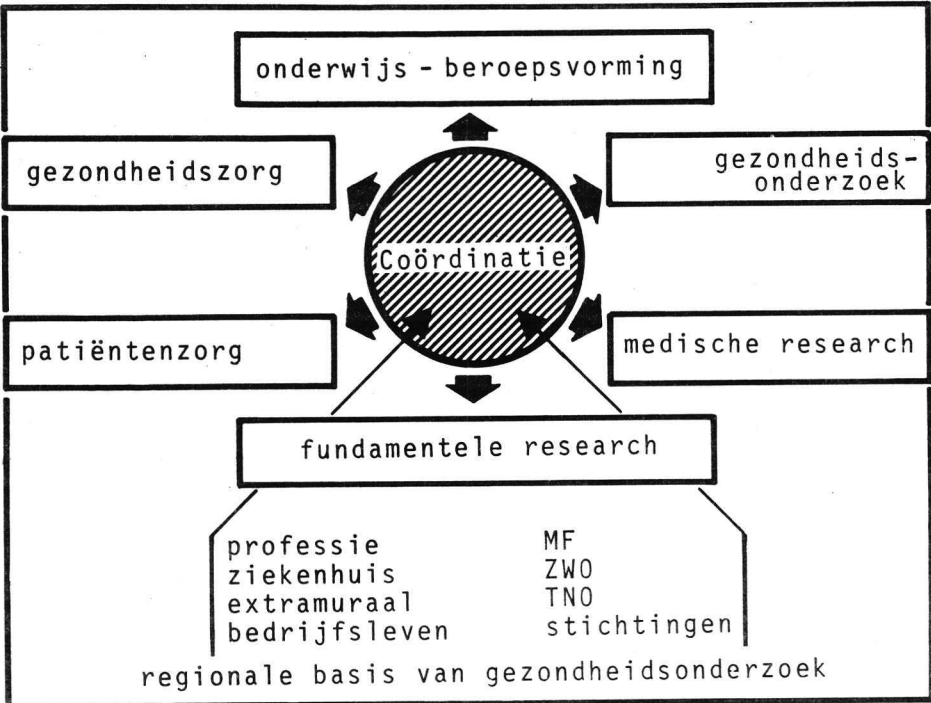 onderwijs - beroepsvorming
gezondheidszorg
gezondheids-
onderzoek
Coördinatie
patiëntenzorg
medische research
fundamentele research
professie
ziekenhuis
extramuraal
bedrijfsleven
MF
ZWO
TNO
stichtingen
regionale basis van gezondheidsonderzoek